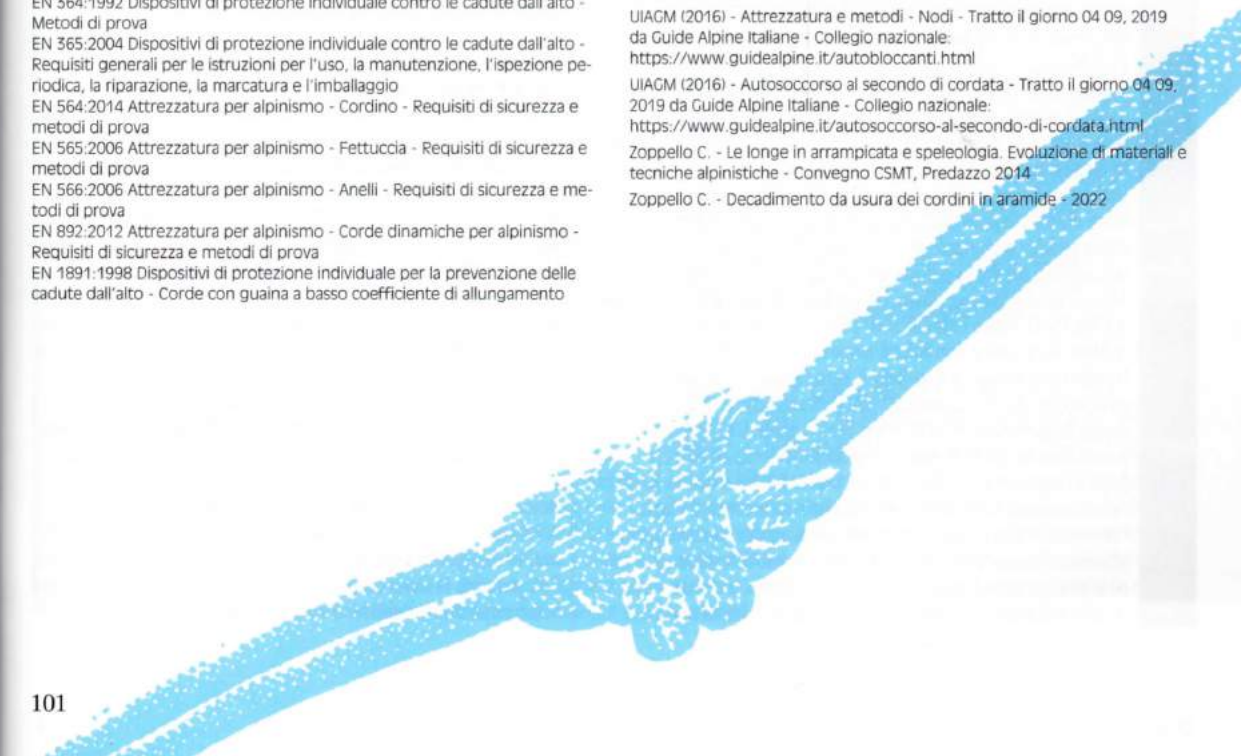 EN 364:1992 Dispositivi di protezione individuale contro le cadute dall'alto -
Metodi di prova
EN 365:2004 Dispositivi di protezione individuale contro le cadute dall'alto -
Requisiti generali per le istruzioni per l'uso, la manutenzione, l'ispezione pe-
riodica, la riparazione, la marcatura e l'imballaggio
EN 564:2014 Attrezzatura per alpinismo - Cordino - Requisiti di sicurezza e
metodi di prova
EN 565:2006 Attrezzatura per alpinismo - Fettuccia - Requisiti di sicurezza e
metodi di prova
EN 566:2006 Attrezzatura per alpinismo - Anelli - Requisiti di sicurezza e me-
todi di prova
EN 892:2012 Attrezzatura per alpinismo - Corde dinamiche per alpinismo -
Requisiti di sicurezza e metodi di prova
EN 1891:1998 Dispositivi di protezione individuale per la prevenzione delle
cadute dall'alto - Corde con guaina a basso coefficiente di allungamento
UIAGM (2016) - Attrezzatura e metodi - Nodi - Tratto il giorno 04 09, 2019
da Guide Alpine Italiane - Collegio nazionale:
https://www.guidealpine.it/autobloccanti.html
UIAGM (2016) - Autosoccorso al secondo di cordata - Tratto il giorno 04 09,
2019 da Guide Alpine Italiane - Collegio nazionale:
https://www.guidealpine.it/autosoccorso-al-secondo-di-cordata.html
Zoppello C. - Le longe in arrampicata e speleologia. Evoluzione di materiali e
tecniche alpinistiche - Convegno CSMT, Predazzo 2014
Zoppello C. - Decadimento da usura dei cordini in aramide - 2022
101